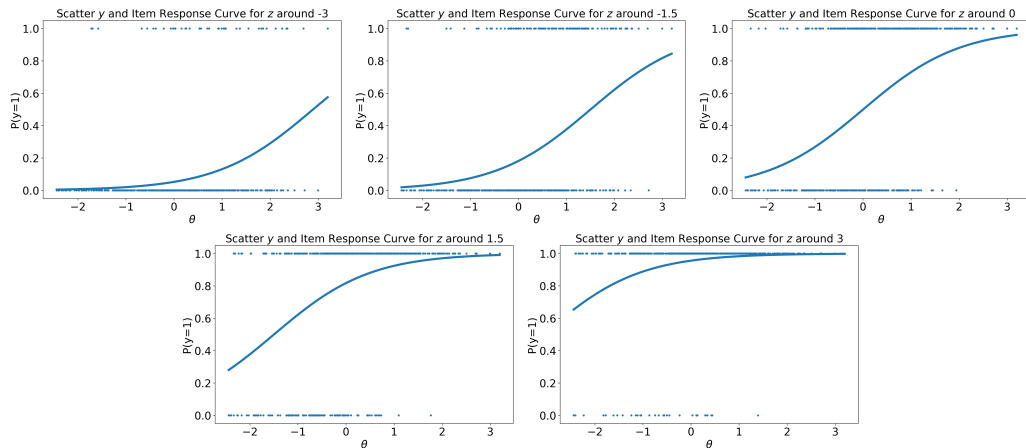 Scatter y and Item Response Curve for z around -3
1.0
0.8
0.6
0.4
0.2
0.0
P(y=1)
−2 −1 0 1 2 3
θ
Scatter y and Item Response Curve for z around -1.5
1.0
0.8
0.6
0.4
0.2
0.0
P(y=1)
−2 −1 0 1 2 3
θ
Scatter y and Item Response Curve for z around 0
1.0
0.8
0.6
0.4
0.2
0.0
P(y=1)
−2 −1 0 1 2 3
θ
Scatter y and Item Response Curve for z around 1.5
1.0
0.8
0.6
0.4
0.2
0.0
P(y=1)
−2 −1 0 1 2 3
θ
Scatter y and Item Response Curve for z around 3
1.0
0.8
0.6
0.4
0.2
0.0
P(y=1)
−2 −1 0 1 2 3
θ